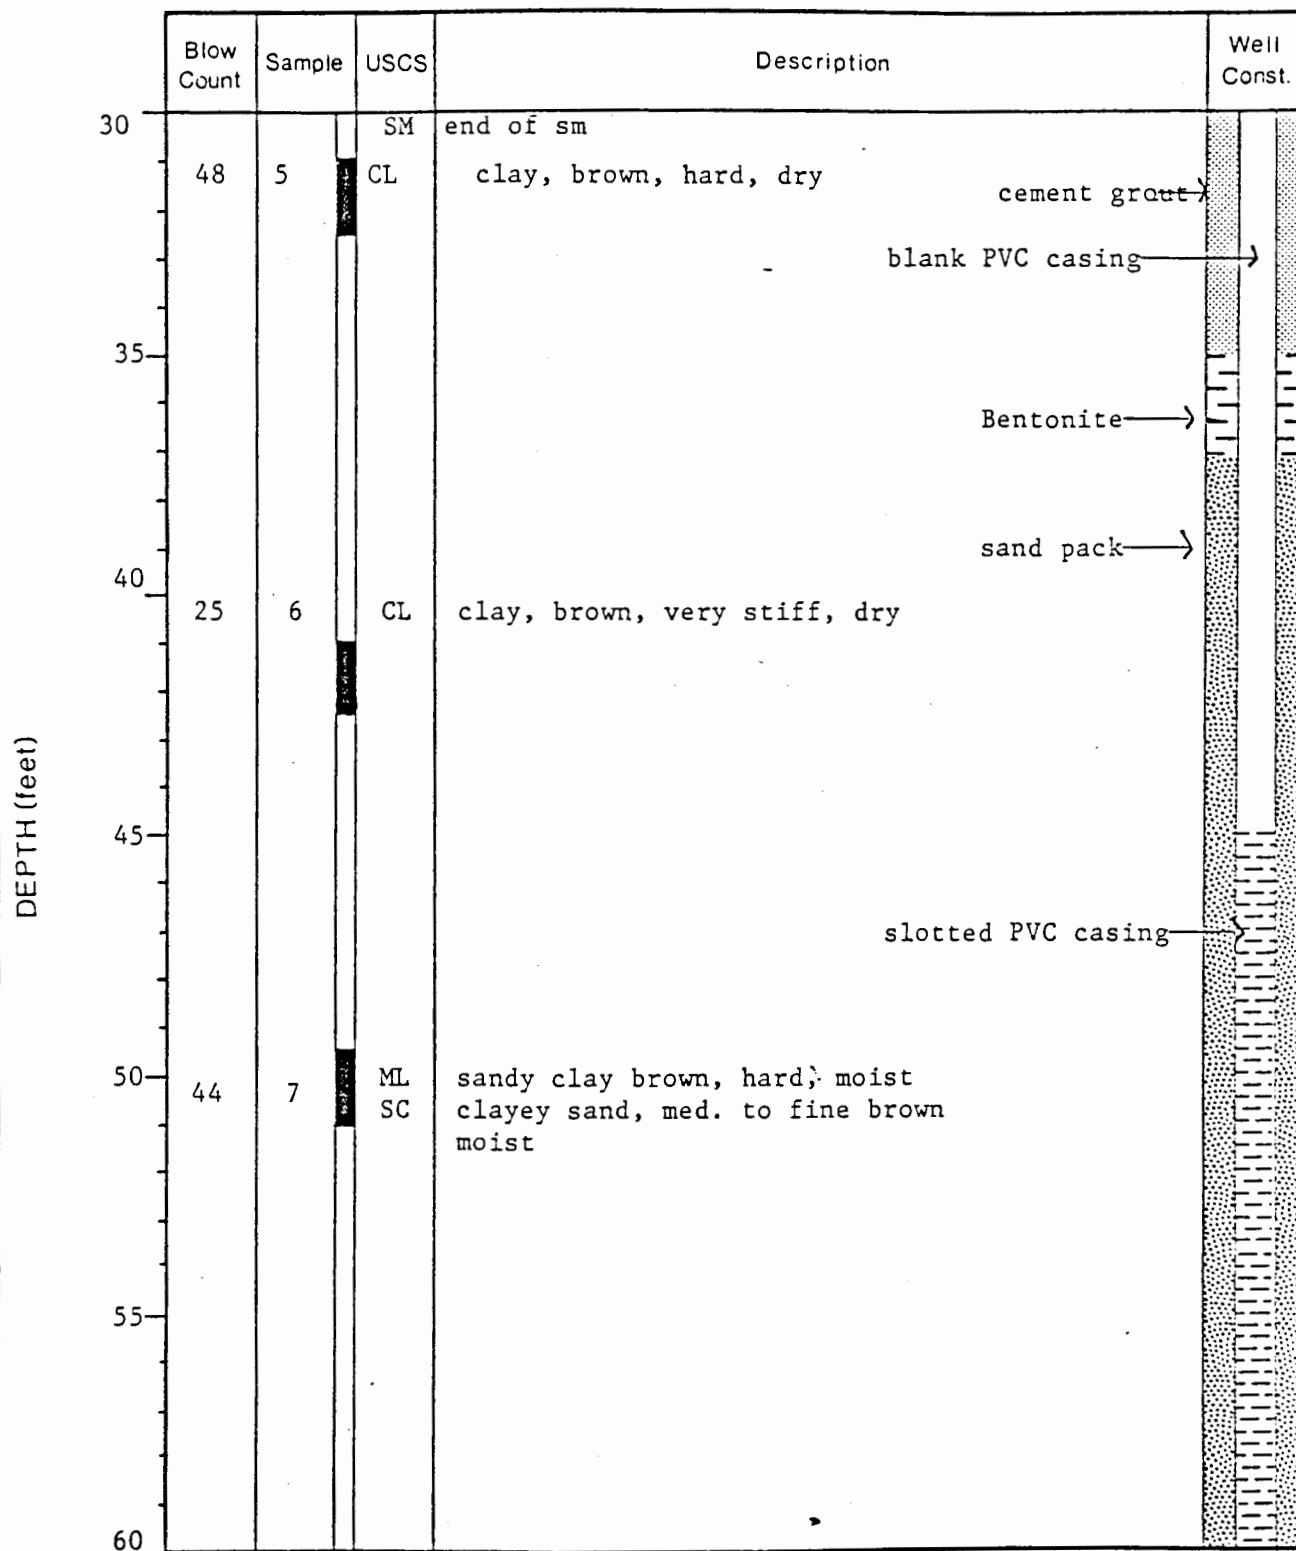 Blow Count
Sample
USCS
Description
Well Const.
30
SM end of sm
48 5 CL clay, brown, hard, dry
cement grout
blank PVC casing
35
Bentonite
sand pack
40
25 6 CL clay, brown, very stiff, dry
DEPTH (feet)
45
slotted PVC casing
50
44 7
ML sandy clay brown, hard, moist
SC clayey sand, med. to fine brown
moist
55
60